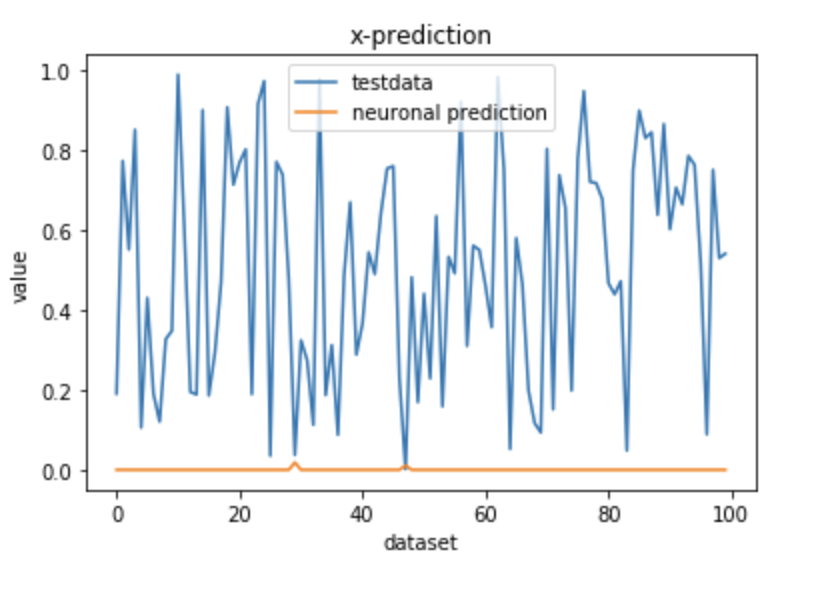 x-prediction
testdata
neuronal prediction
1.0
0.8
0.6
0.4
0.2
0.0
value
0 20 40 60 80 100
dataset